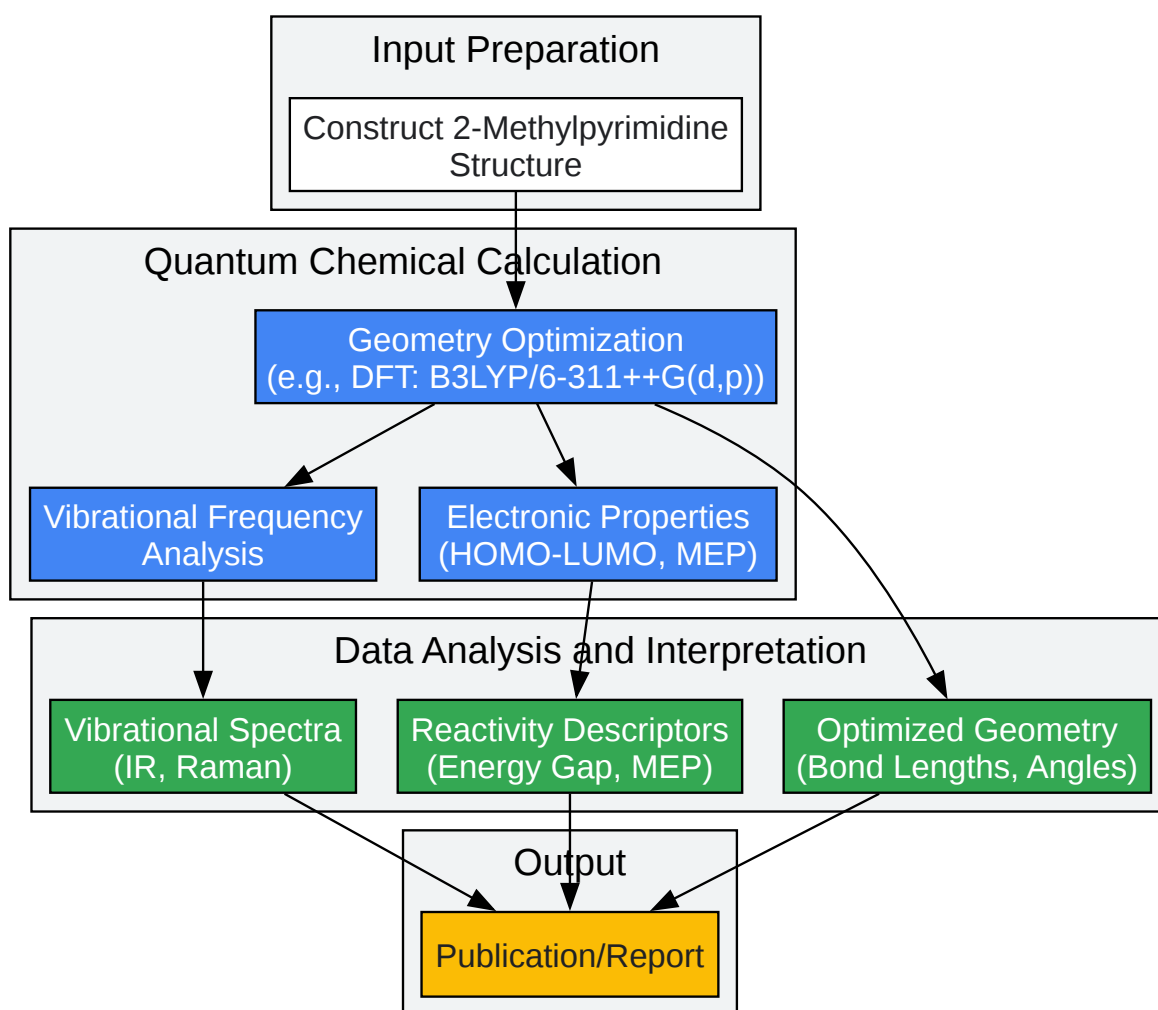 Input Preparation
Construct 2-Methylpyrimidine
Structure
Quantum Chemical Calculation
Geometry Optimization
(e.g., DFT: B3LYP/6-311++G(d,p))
Vibrational Frequency
Analysis
Electronic Properties
(HOMO-LUMO, MEP)
Data Analysis and Interpretation
Vibrational Spectra
(IR, Raman)
Reactivity Descriptors
(Energy Gap, MEP)
Optimized Geometry
(Bond Lengths, Angles)
Output
Publication/Report